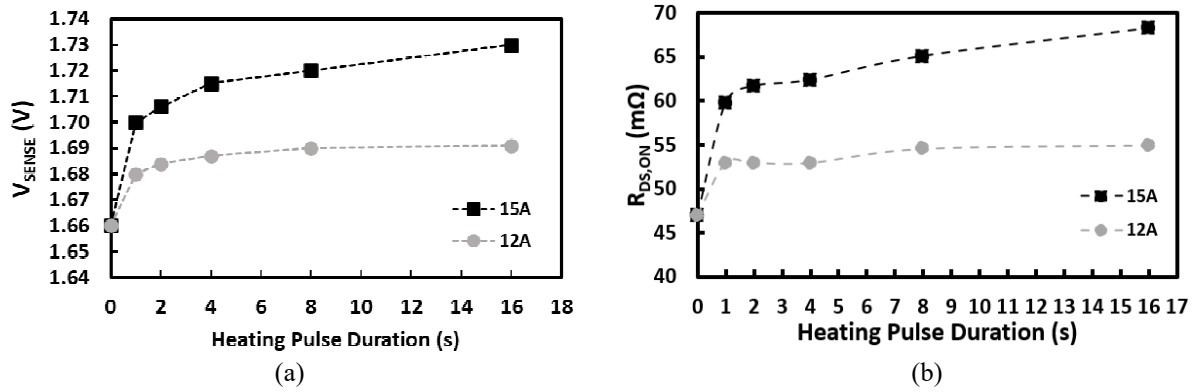 1.74
1.73
1.72
1.71
1.70
1.69
1.68
1.67
1.66
1.65
1.64
V_SENSE (V)
15A
12A
0 2 4 6 8 10 12 14 16 18
Heating Pulse Duration (s)
(a)
70
65
60
55
50
45
40
R_DS,ON (mΩ)
15A
12A
0 1 2 3 4 5 6 7 8 9 10 11 12 13 14 15 16 17
Heating Pulse Duration (s)
(b)